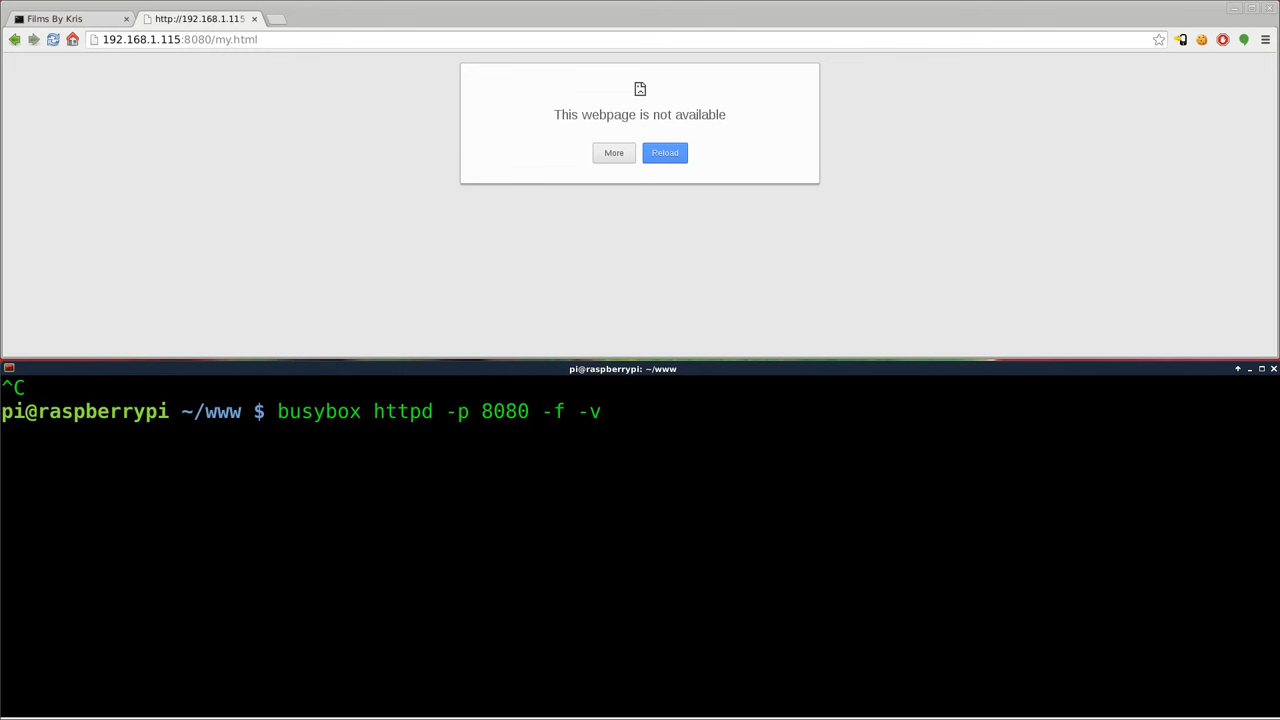 Films By Kris
http://192.168.1.115
192.168.1.115:8080/my.html
This webpage is not available
More
Reload
pi@raspberrypi: ~/www
^C
pi@raspberrypi ~/www $ busybox httpd -p 8080 -f -v